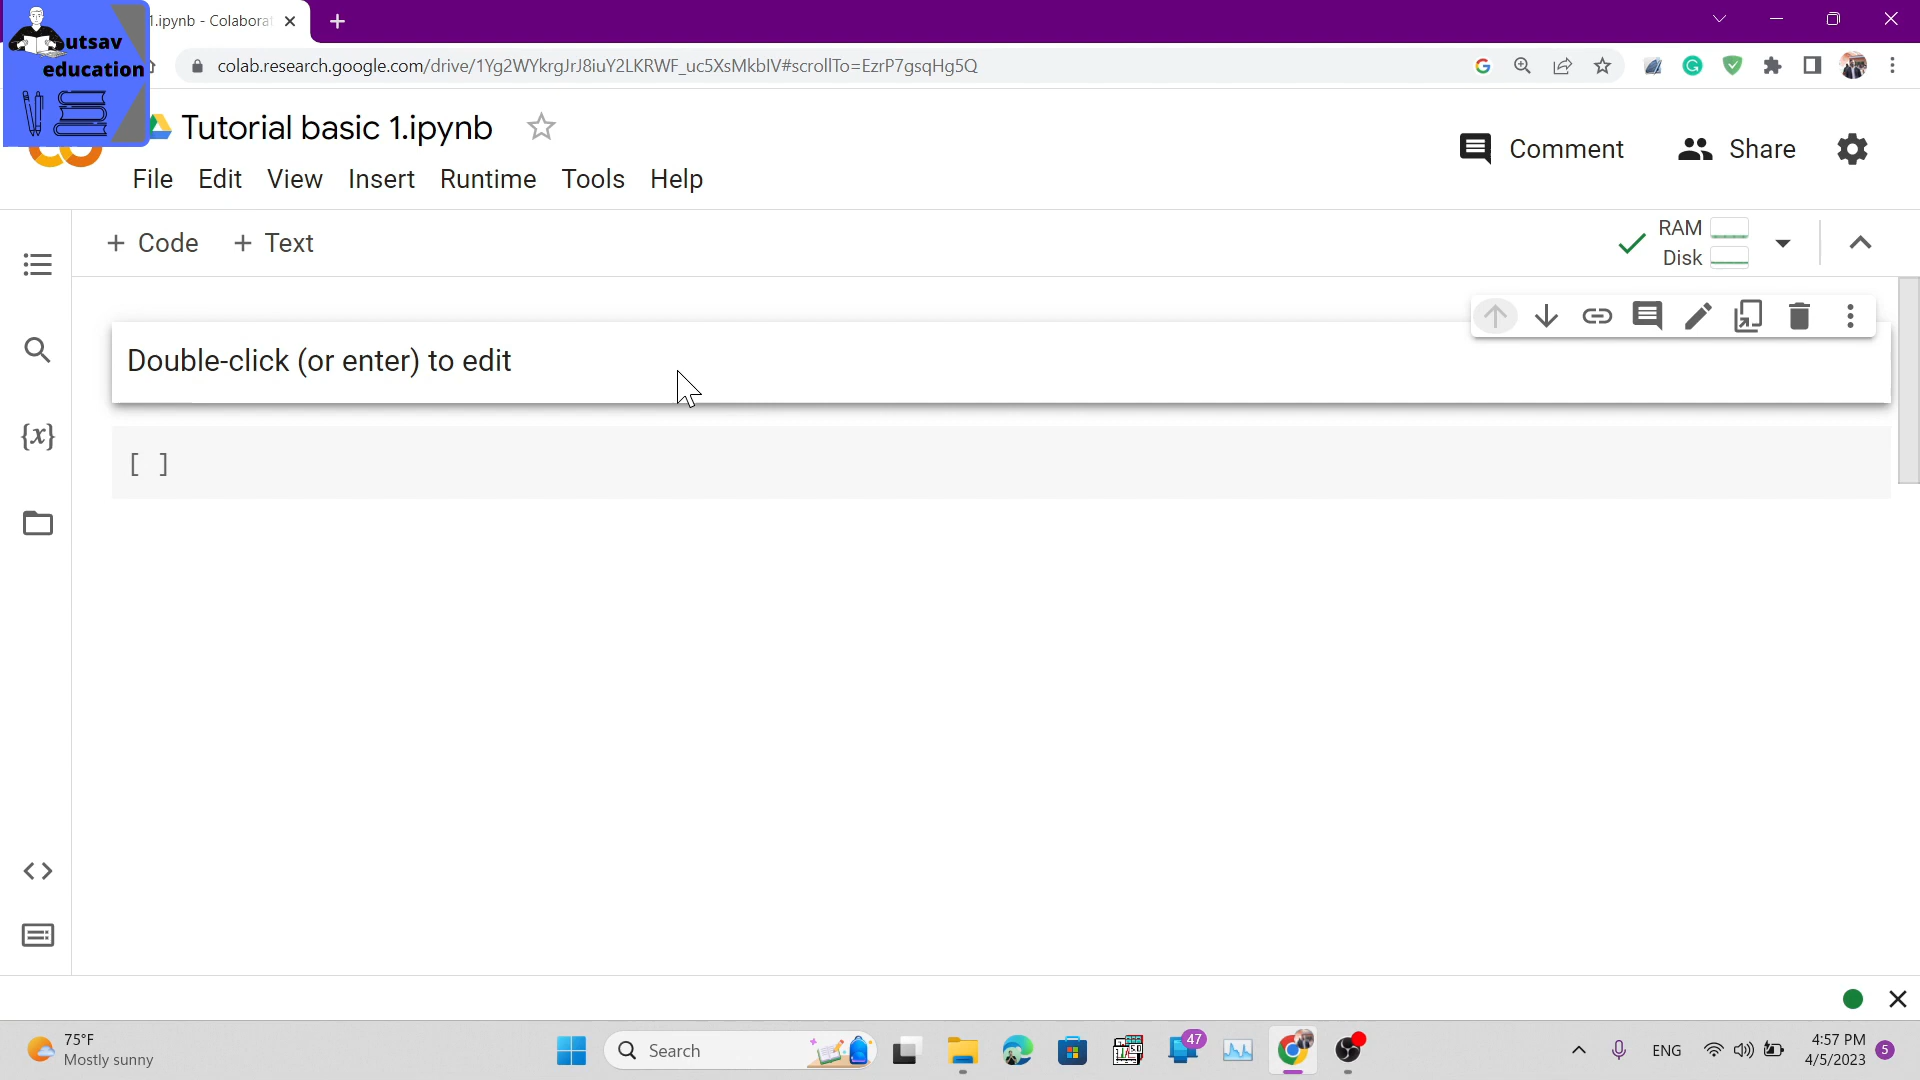 1.ipynb - Colabora
utsav
education
colab.research.google.com/drive/1Yg2WYkrgJrJ8iuY2LKRWF_uc5XsMkbIV#scrollTo=EzrP7gsqHg5Q
Tutorial basic 1.ipynb
Comment
Share
File Edit View Insert Runtime Tools Help
+ Code + Text
RAM
Disk
Double-click (or enter) to edit
{x}
[ ]
75°F
Mostly sunny
Search
47
ENG
4:57 PM
4/5/2023
5